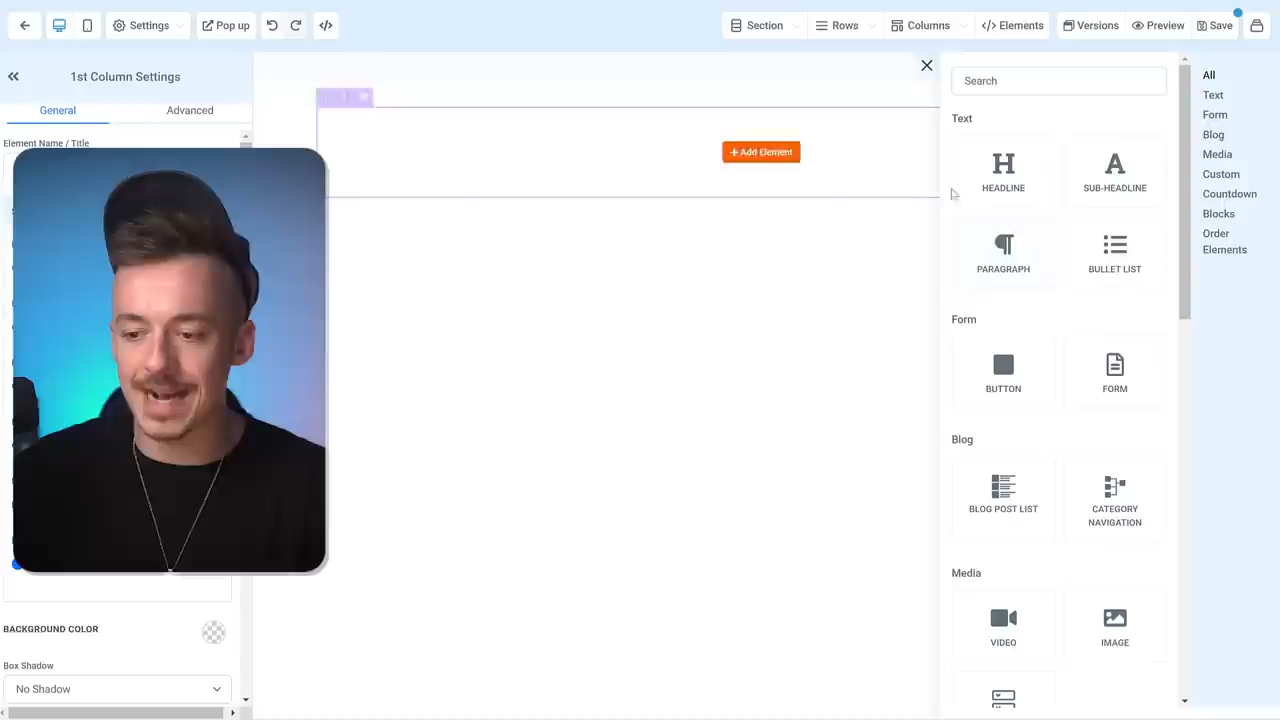 Settings
Pop up
Section
Rows
Columns
Elements
Versions
Preview
Save
1st Column Settings
General
Advanced
Element Name / Title
BACKGROUND COLOR
Box Shadow
No Shadow
+ Add Element
Search
Text
HEADLINE
SUB-HEADLINE
PARAGRAPH
BULLET LIST
Form
BUTTON
FORM
Blog
BLOG POST LIST
CATEGORY
NAVIGATION
Media
VIDEO
IMAGE
All
Text
Form
Blog
Media
Custom
Countdown
Blocks
Order
Elements